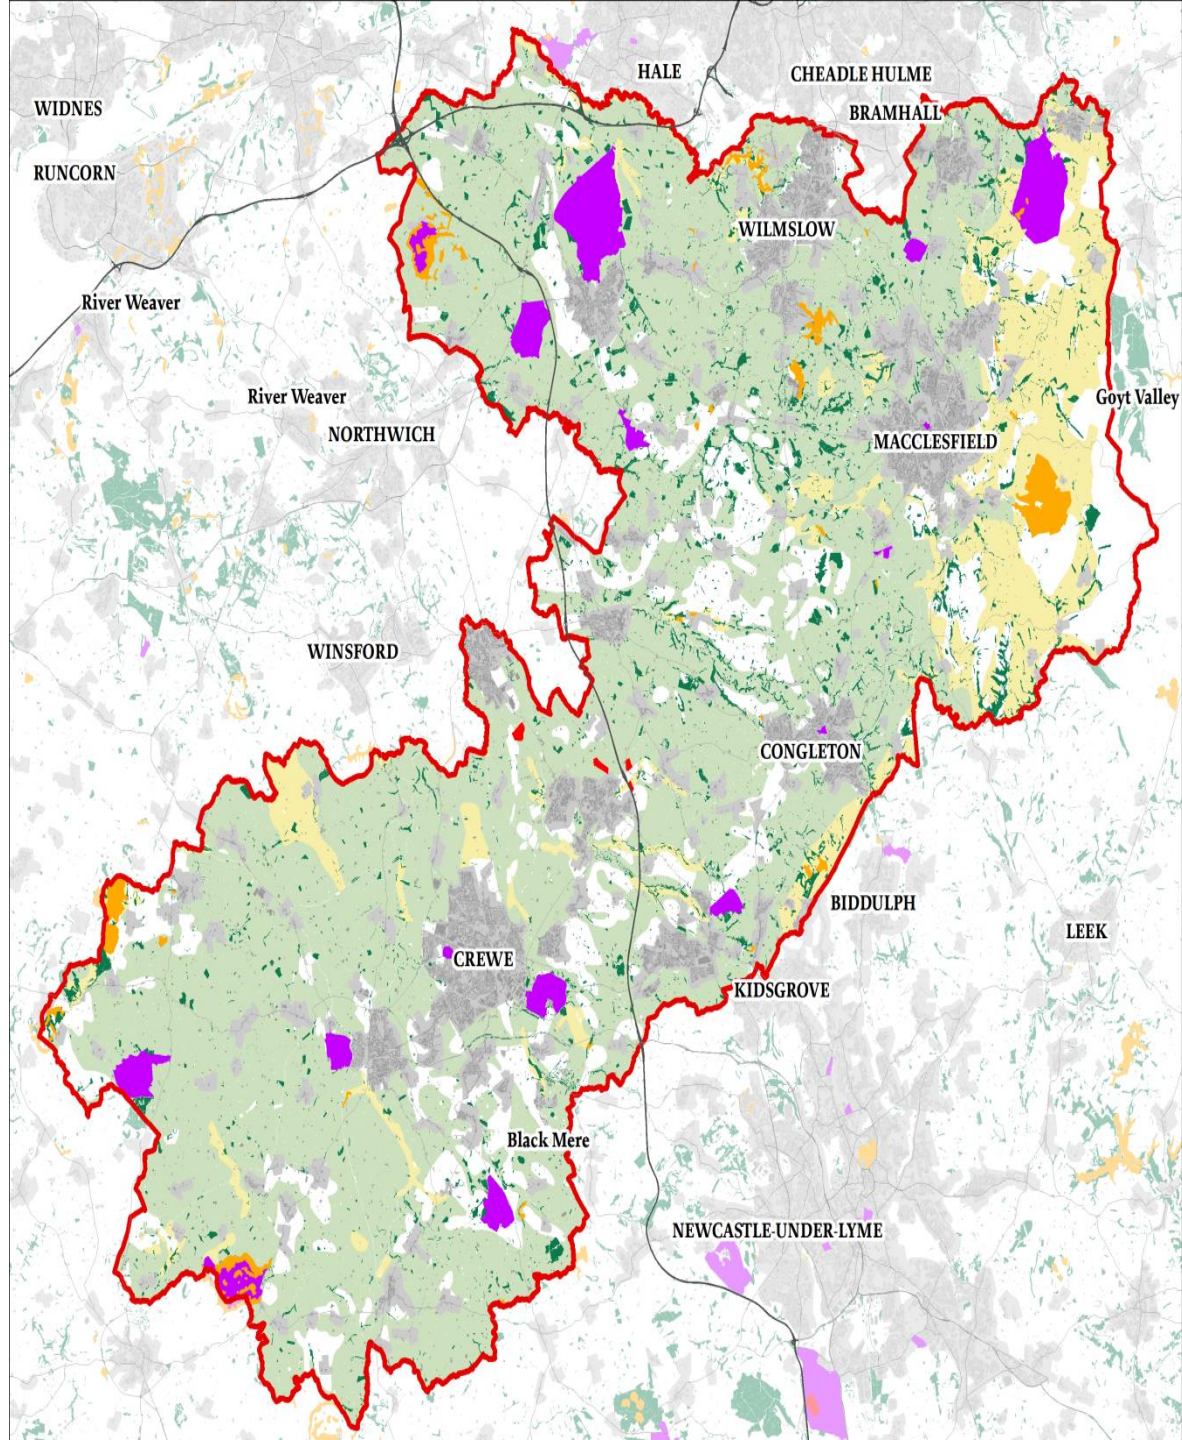 HALE
CHEADLE HULME
WIDNES
BRAMHALL
RUNCORN
WILMSLOW
River Weaver
River Weaver
Goyt Valley
NORTHWICH
MACCLESFIELD
WINSFORD
CONGLETON
BIDDULPH
LEEK
CREWE
KIDSGROVE
Black Mere
NEWCASTLE-UNDER-LYME